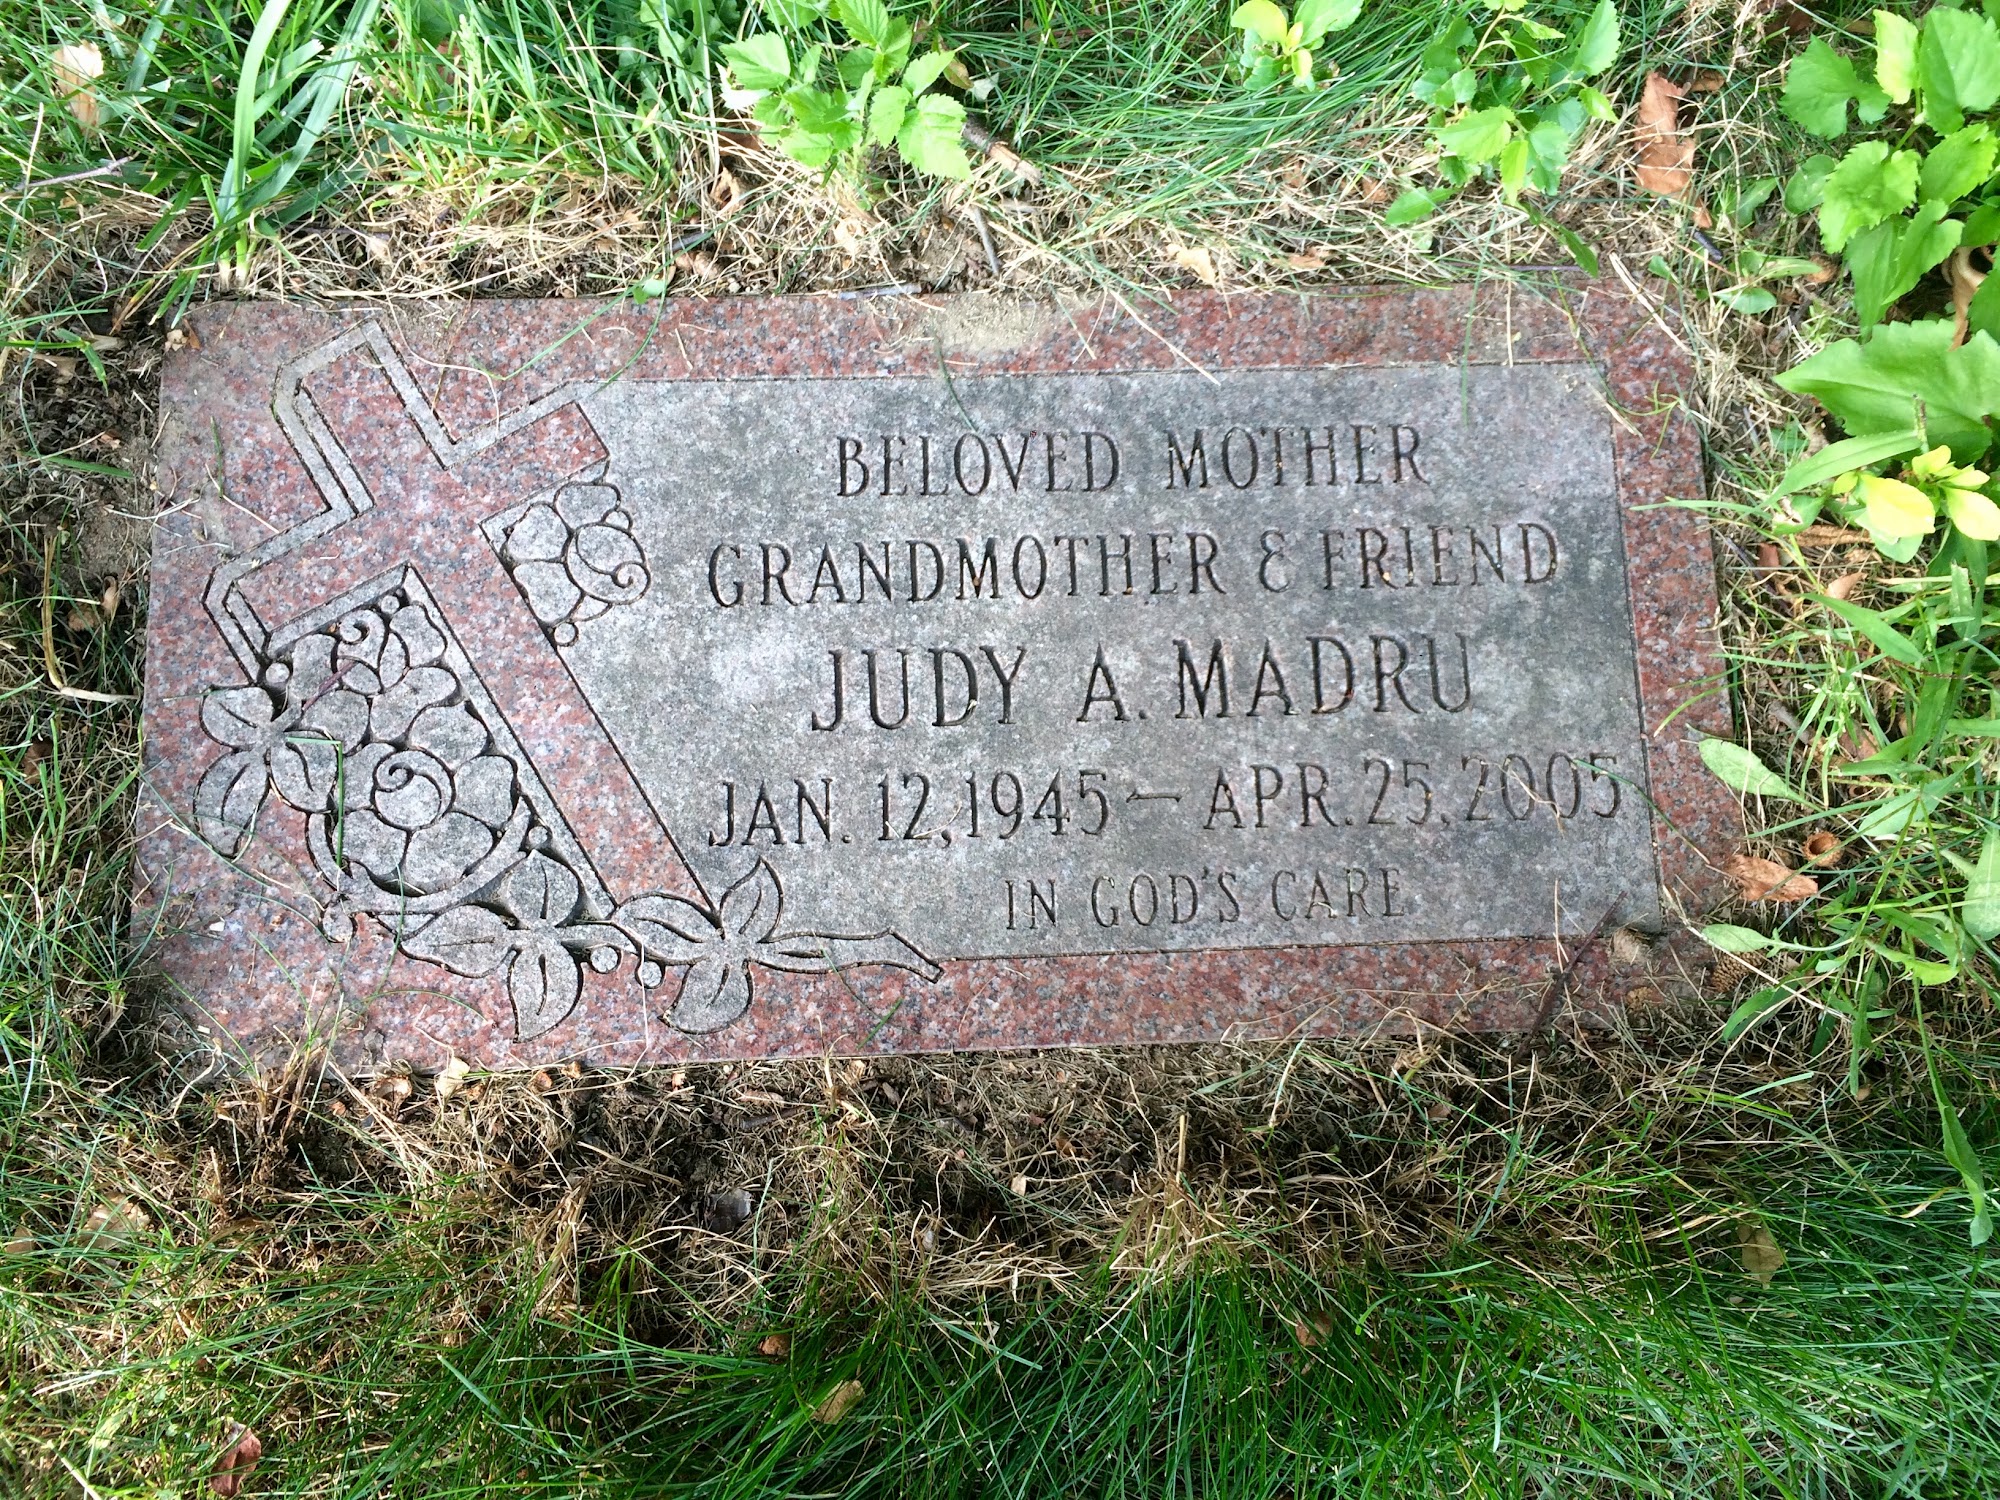 BELOVED MOTHER
GRANDMOTHER & FRIEND
JUDY A. MADRU
JAN. 12, 1945 — APR. 25, 2005
IN GOD'S CARE